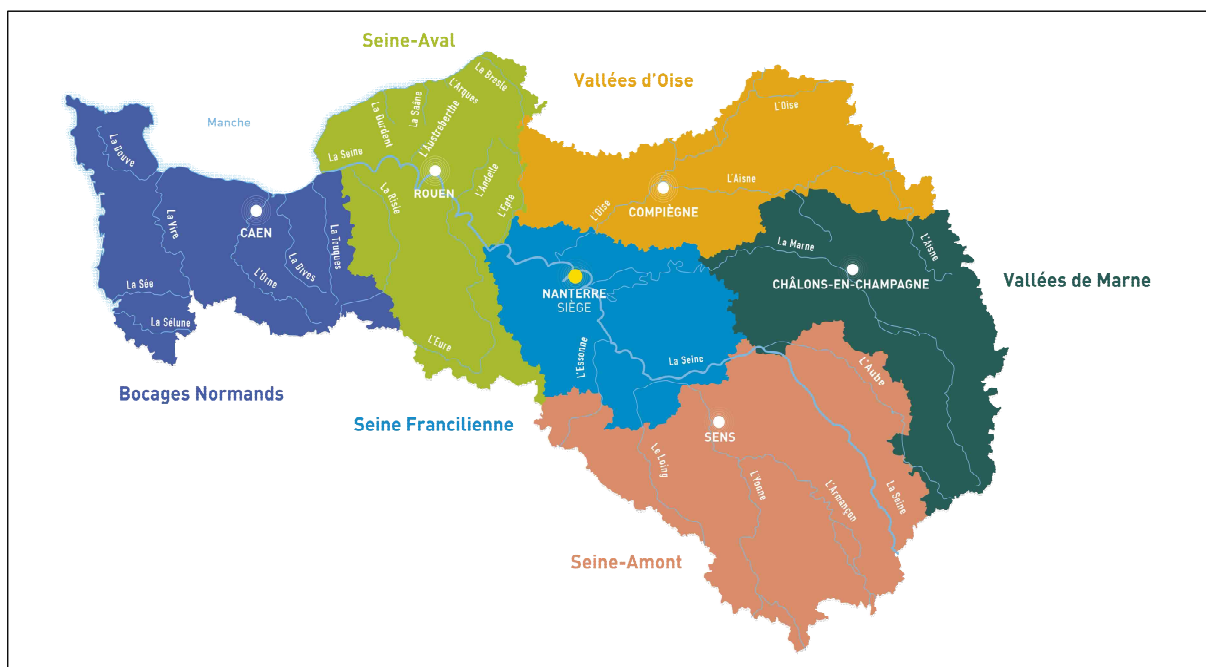 Seine-Aval
Vallées d'Oise
Manche
La Bresle
L'Arques
La Saâne
La Durdent
L'Austreberthe
L'Oise
La Douve
La Seine
L'Andelle
ROUEN
L'Aisne
COMPIÈGNE
La Risle
L'Epte
L'Oise
La Vire
CAEN
La Touques
La Dives
L'Orne
La Marne
L'Aisne
La Sée
NANTERRE
SIÈGE
CHÂLONS-EN-CHAMPAGNE
Vallées de Marne
La Sélune
L'Eure
L'Essonne
La Seine
L'Aube
Bocages Normands
Seine Francilienne
SENS
Le Loing
L'Yonne
L'Armançon
La Seine
Seine-Amont